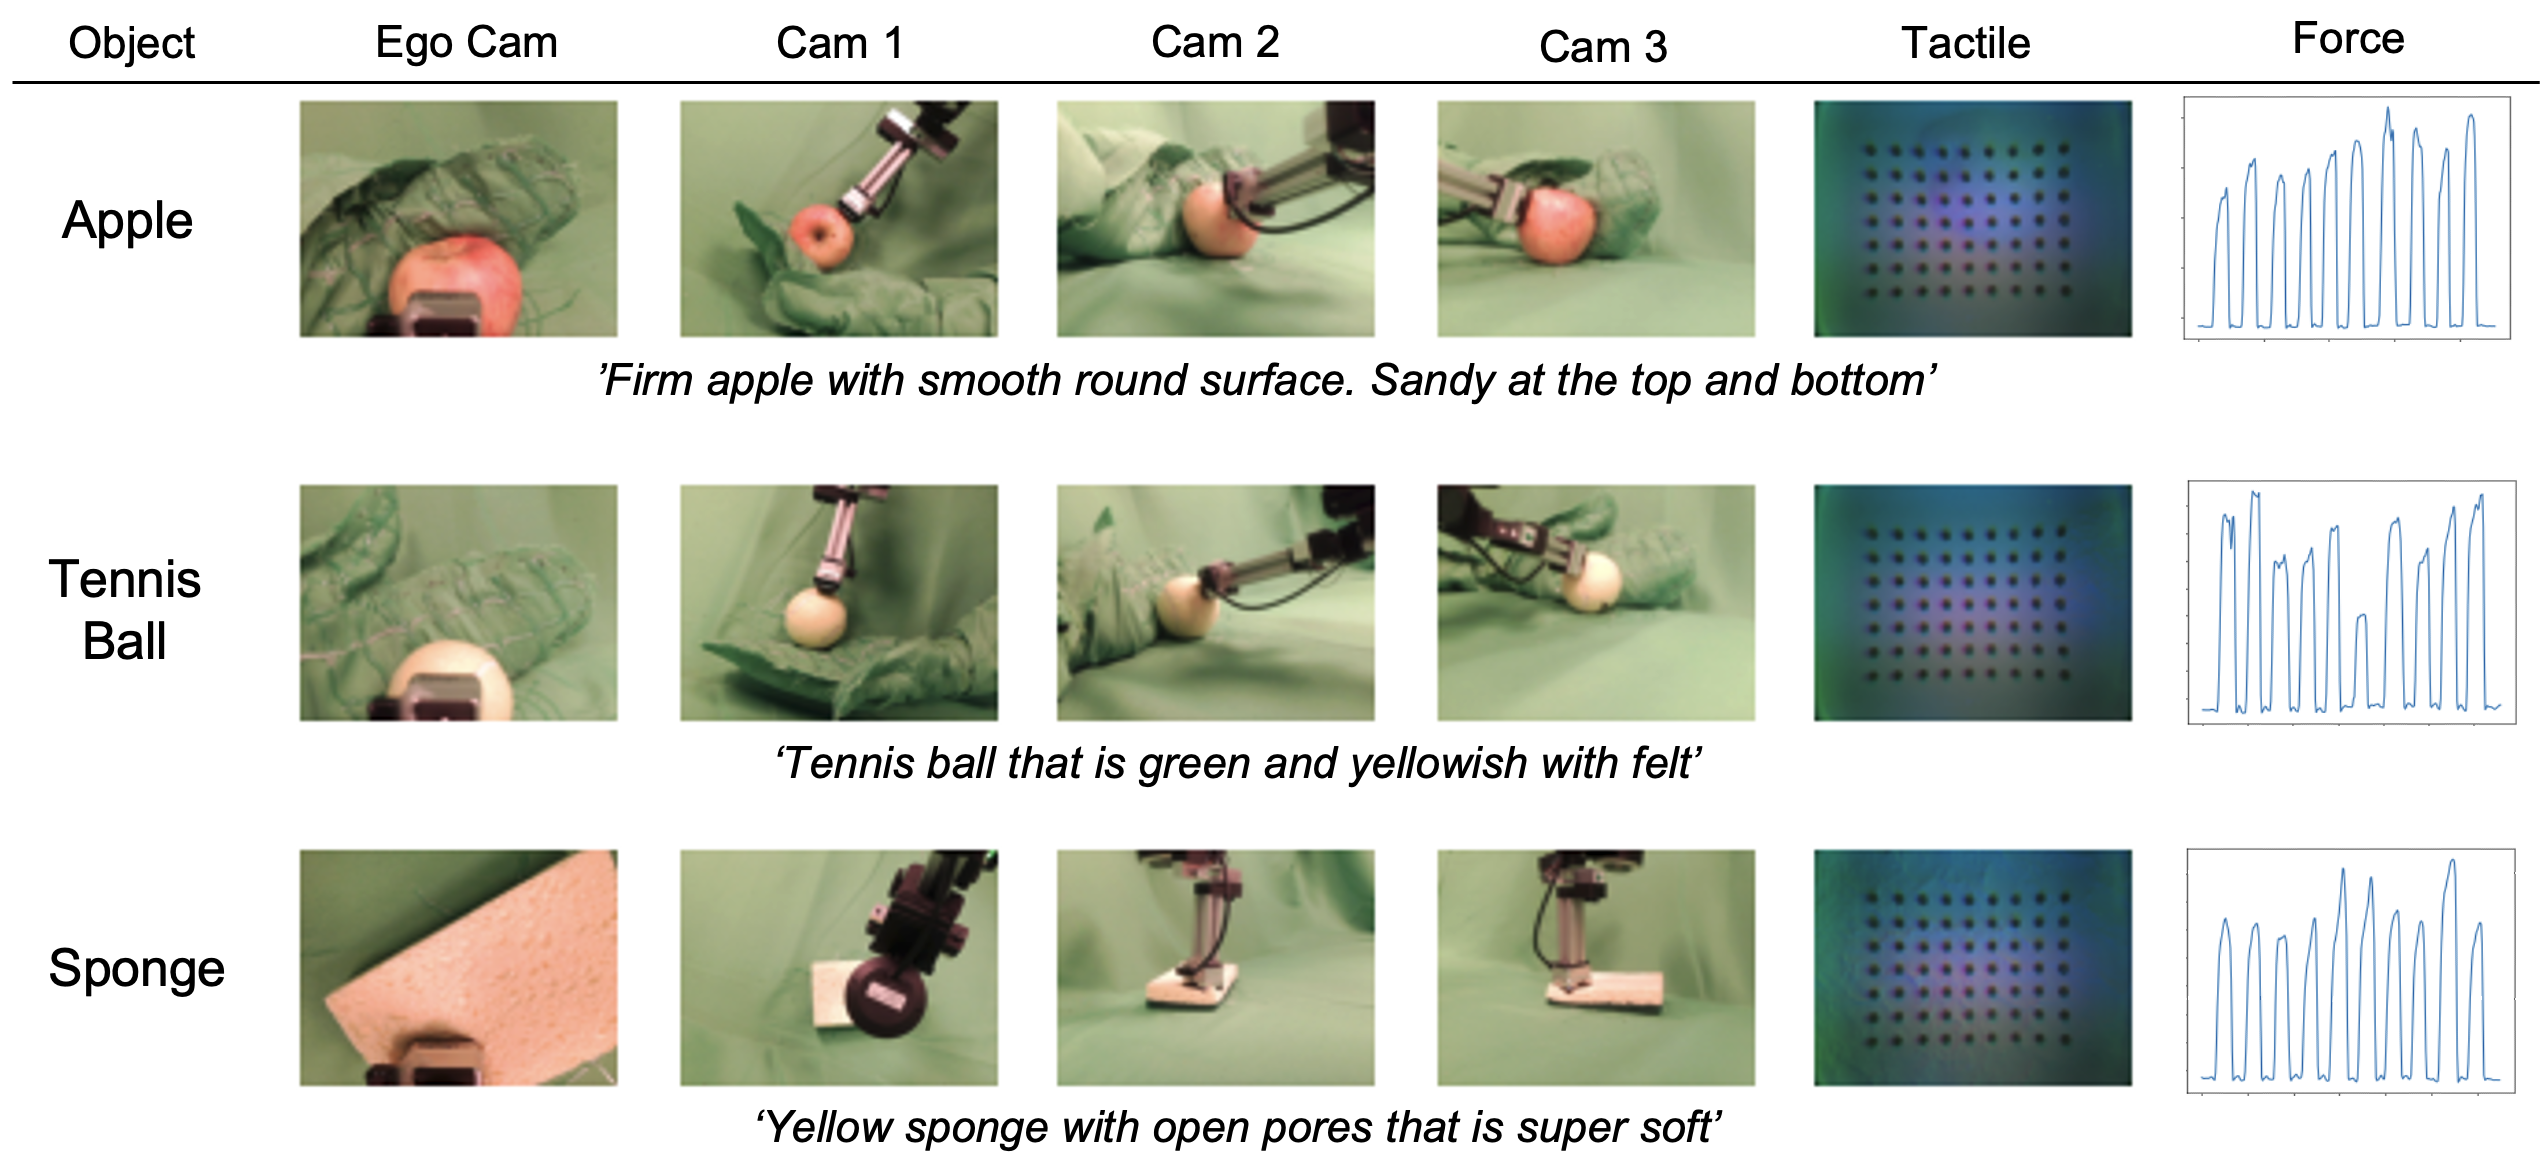 Object Ego Cam Cam 1 Cam 2 Cam 3 Tactile Force
Apple
’Firm apple with smooth round surface. Sandy at the top and bottom’
Tennis
Ball
‘Tennis ball that is green and yellowish with felt’
Sponge
‘Yellow sponge with open pores that is super soft’